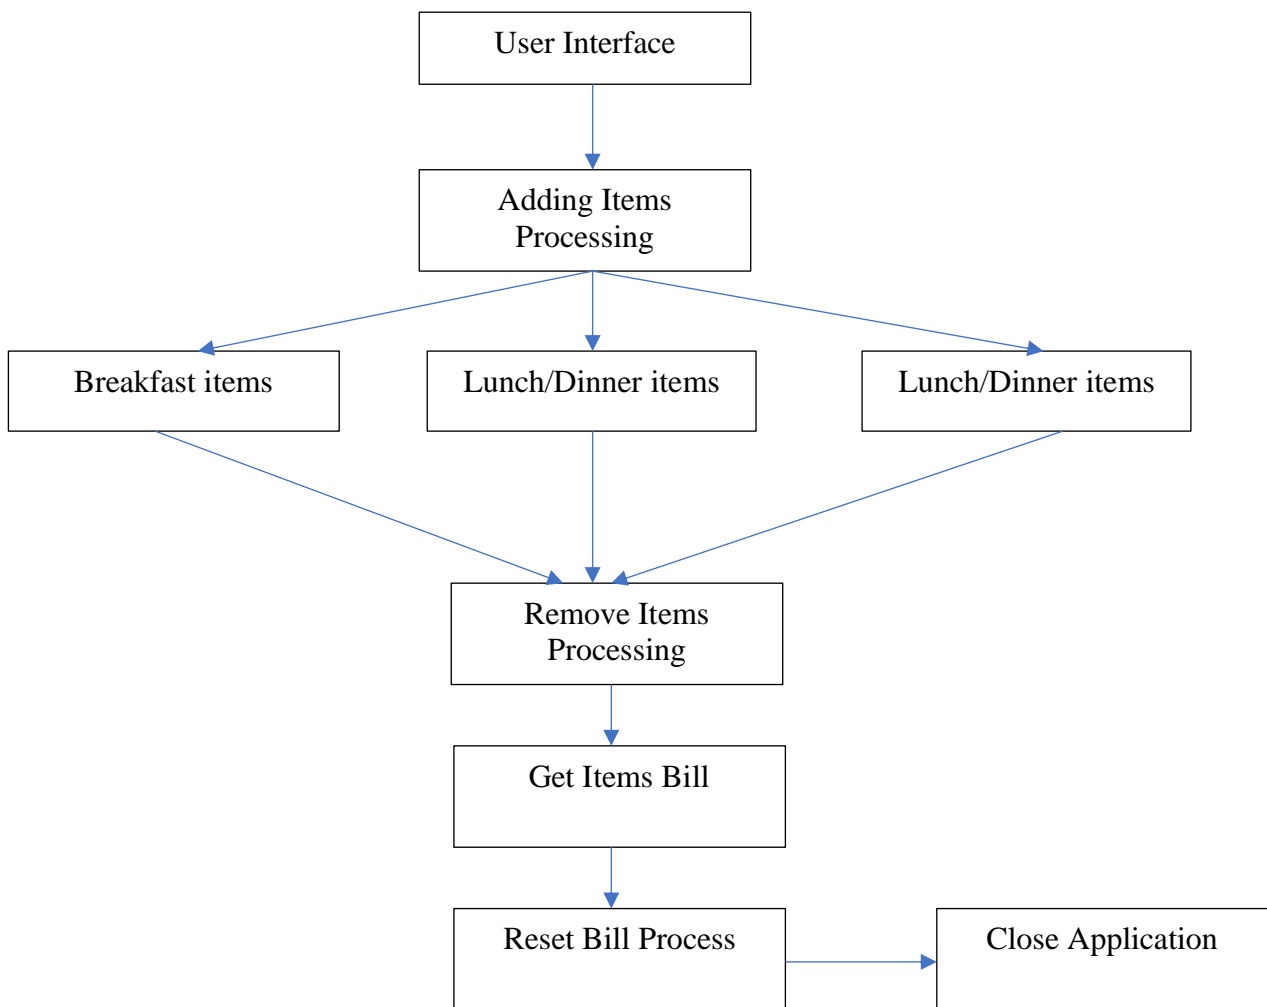 User Interface
Adding Items
Processing
Breakfast items
Lunch/Dinner items
Lunch/Dinner items
Remove Items
Processing
Get Items Bill
Reset Bill Process
Close Application